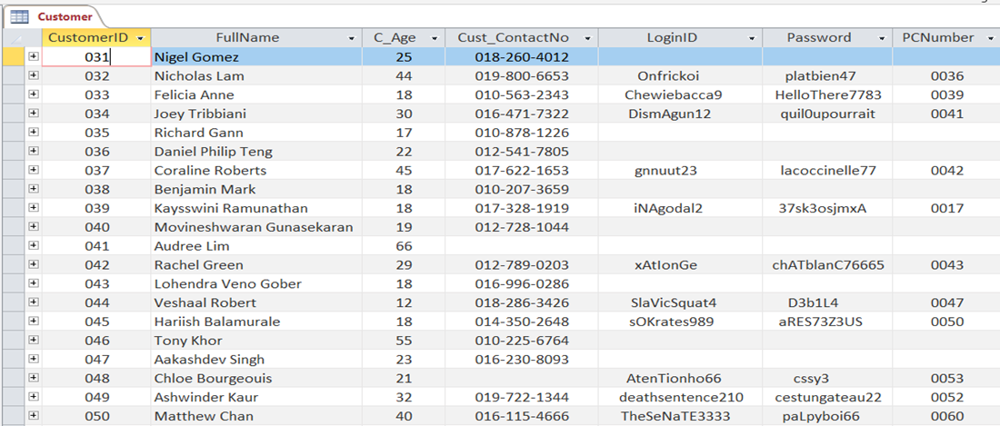 Customer
CustomerID FullName C_Age Cust_ContactNo LoginID Password PCNumber
031 Nigel Gomez 25 018-260-4012
032 Nicholas Lam 44 019-800-6653 Onfrickoi platbien47 0036
033 Felicia Anne 18 010-563-2343 Chewiebacca9 HelloThere7783 0039
034 Joey Tribbiani 30 016-471-7322 DismAgun12 quil0upourrait 0041
035 Richard Gann 17 010-878-1226
036 Daniel Philip Teng 22 012-541-7805
037 Coraline Roberts 45 017-622-1653 gnnuut23 lacoccinelle77 0042
038 Benjamin Mark 18 010-207-3659
039 Kaysswini Ramunathan 18 017-328-1919 iNAgodal2 37sk3osjmxA 0017
040 Movineshwaran Gunasekaran 19 012-728-1044
041 Audree Lim 66
042 Rachel Green 29 012-789-0203 xAtIonGe chATblanC76665 0043
043 Lohendra Veno Gober 18 016-996-0286
044 Veshaal Robert 12 018-286-3426 SlaVicSquat4 D3b1L4 0047
045 Hariish Balamurale 18 014-350-2648 sOKrates989 aRES73Z3US 0050
046 Tony Khor 55 010-225-6764
047 Aakashdev Singh 23 016-230-8093
048 Chloe Bourgeouis 21 AtenTionho66 cssy3 0053
049 Ashwinder Kaur 32 019-722-1344 deathsentence210 cestungateau22 0052
050 Matthew Chan 40 016-115-4666 TheSeNaTE3333 paLpyboi66 0060